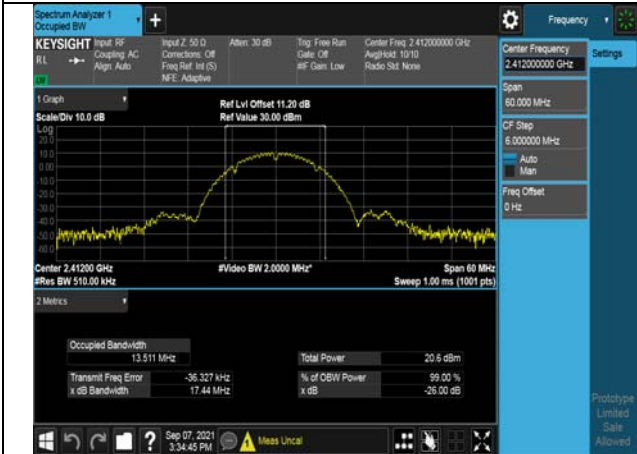 Spectrum Analyzer 1
Occupied BW
+
Frequency
KEYSIGHT Input: RF
RL
Coupling: AC
Align: Auto
Input Z: 50 Ω
Corrections: Off
Freq Ref: Int (S)
NFE: Adaptive
Atten: 30 dB
Trig: Free Run
Gate: Off
#IF Gain: Low
Center Freq: 2.412000000 GHz
Avg|Hold: 10/10
Radio Std: None
Center Frequency
2.412000000 GHz
Settings
Span
60.000 MHz
CF Step
6.000000 MHz
Auto
Man
Freq Offset
0 Hz
1 Graph
Scale/Div 10.0 dB
Ref Lvl Offset 11.20 dB
Ref Value 30.00 dBm
Log
20.0
10.0
0.00
-10.0
-20.0
-30.0
-40.0
-50.0
-60.0
Center 2.41200 GHz
#Res BW 510.00 kHz
#Video BW 2.0000 MHz*
Span 60 MHz
Sweep 1.00 ms (1001 pts)
2 Metrics
Occupied Bandwidth
13.511 MHz
Total Power 20.6 dBm
Transmit Freq Error -36.327 kHz
% of OBW Power 99.00 %
x dB Bandwidth 17.44 MHz
x dB -26.00 dB
Prototype
Limited
Sale
Allowed
?
Sep 07, 2021
3:34:45 PM
Meas Uncal